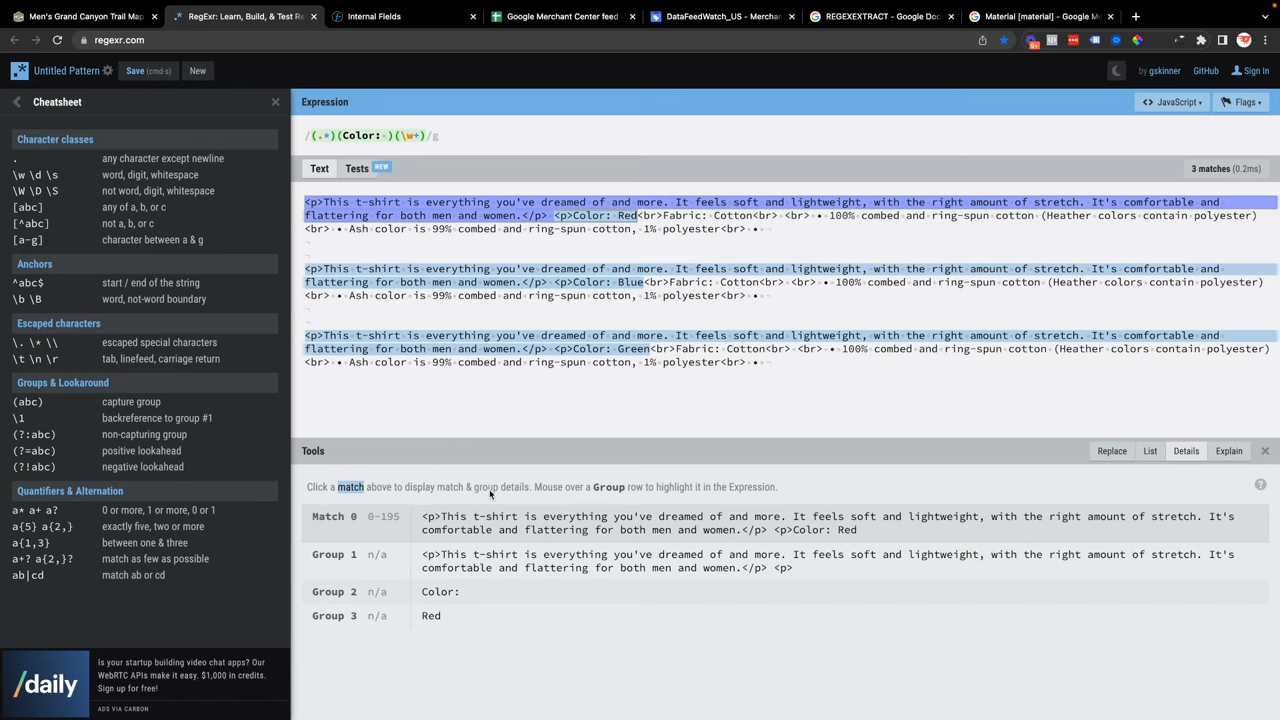 Men's Grand Canyon Trail Map
RegExr: Learn, Build, & Test Re
Internal Fields
Google Merchant Center feed
DataFeedWatch_US - Merchan
REGEXEXTRACT - Google Doc
Material [material] - Google M
regexr.com
Untitled Pattern
Save (cmd-s)
New
by gskinner
GitHub
Sign In
Cheatsheet
Character classes
. any character except newline
\w \d \s word, digit, whitespace
\W \D \S not word, digit, whitespace
[abc] any of a, b, or c
[^abc] not a, b, or c
[a-g] character between a & g
Anchors
^abc$ start / end of the string
\b \B word, not-word boundary
Escaped characters
\. \* \\ escaped special characters
\t \n \r tab, linefeed, carriage return
Groups & Lookaround
(abc) capture group
\1 backreference to group #1
(?:abc) non-capturing group
(?=abc) positive lookahead
(?!abc) negative lookahead
Quantifiers & Alternation
a* a+ a? 0 or more, 1 or more, 0 or 1
a{5} a{2,} exactly five, two or more
a{1,3} between one & three
a+? a{2,}? match as few as possible
ab|cd match ab or cd
/daily
Is your startup building video chat apps? Our
WebRTC APIs make it easy. $1,000 in credits.
Sign up for free!
ADS VIA CARBON
Expression
<> JavaScript
Flags
/(.*)(Color: )(\w+)/g
Text
Tests NEW
3 matches (0.2ms)
<p>This t-shirt is everything you've dreamed of and more. It feels soft and lightweight, with the right amount of stretch. It's comfortable and
flattering for both men and women.</p> <p>Color: Red<br>Fabric: Cotton<br> <br> • 100% combed and ring-spun cotton (Heather colors contain polyester)
<br> • Ash color is 99% combed and ring-spun cotton, 1% polyester<br> •
<p>This t-shirt is everything you've dreamed of and more. It feels soft and lightweight, with the right amount of stretch. It's comfortable and
flattering for both men and women.</p> <p>Color: Blue<br>Fabric: Cotton<br> <br> • 100% combed and ring-spun cotton (Heather colors contain polyester)
<br> • Ash color is 99% combed and ring-spun cotton, 1% polyester<br> •
<p>This t-shirt is everything you've dreamed of and more. It feels soft and lightweight, with the right amount of stretch. It's comfortable and
flattering for both men and women.</p> <p>Color: Green<br>Fabric: Cotton<br> <br> • 100% combed and ring-spun cotton (Heather colors contain polyester)
<br> • Ash color is 99% combed and ring-spun cotton, 1% polyester<br> •
Tools
Replace
List
Details
Explain
Click a match above to display match & group details. Mouse over a Group row to highlight it in the Expression.
Match 0 0-195 <p>This t-shirt is everything you've dreamed of and more. It feels soft and lightweight, with the right amount of stretch. It's
comfortable and flattering for both men and women.</p> <p>Color: Red
Group 1 n/a <p>This t-shirt is everything you've dreamed of and more. It feels soft and lightweight, with the right amount of stretch. It's
comfortable and flattering for both men and women.</p> <p>
Group 2 n/a Color:
Group 3 n/a Red